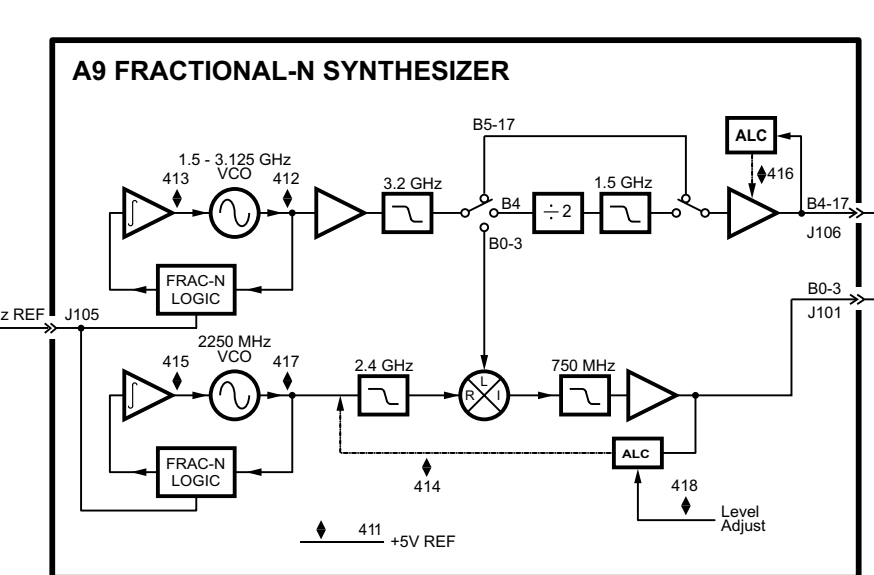 A9 FRACTIONAL-N SYNTHESIZER
B5-17
ALC
1.5 - 3.125 GHz
VCO
413
412
416
3.2 GHz
B4
÷ 2
1.5 GHz
B4-17
J106
B0-3
FRAC-N
LOGIC
B0-3
J101
z REF
J105
2250 MHz
VCO
415
417
2.4 GHz
L
R
I
750 MHz
FRAC-N
LOGIC
ALC
414
418
Level
Adjust
411
+5V REF